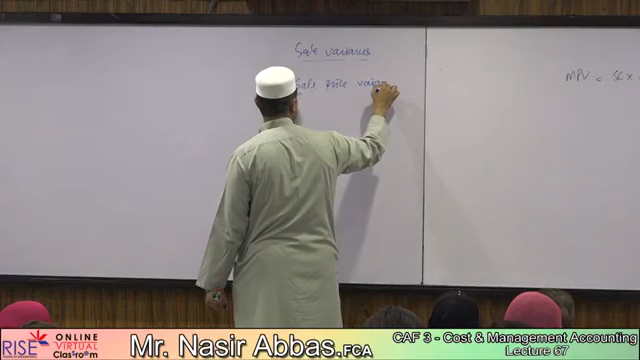 Sale variances
Sale price varian
MPV = SC x
RISE
ONLINE
VIRTUAL
Classroom
Mr. Nasir Abbas.FCA
CAF 3 - Cost & Management Accounting
Lecture 67